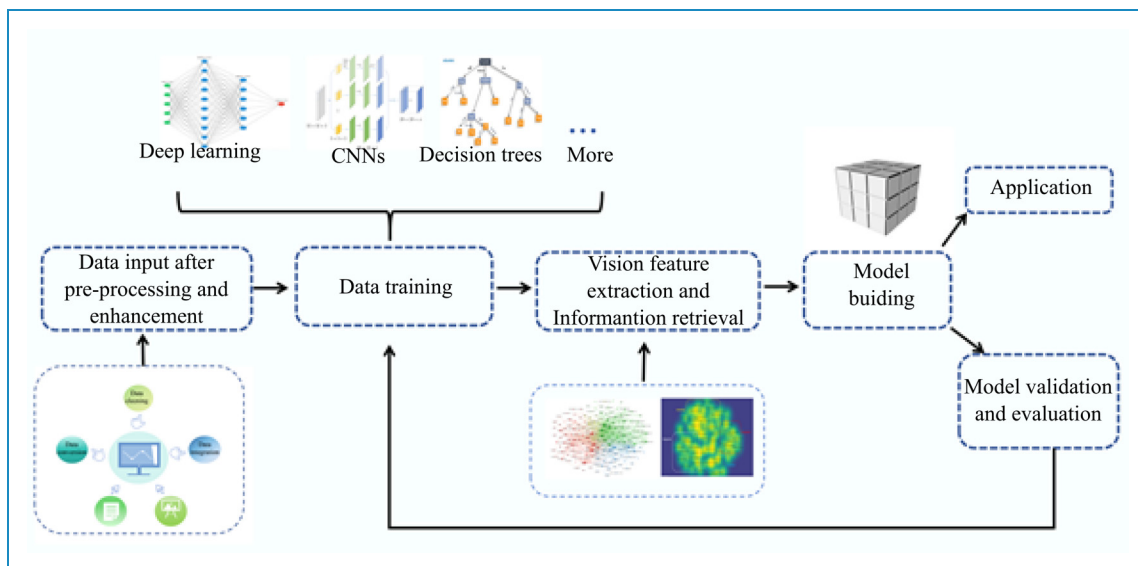 Deep learning
CNNs
Decision trees
More
Application
Data input after
pre-processing and
enhancement
Data training
Vision feature
extraction and
Informantion retrieval
Model
buiding
Model validation
and evaluation
Data
cleaning
Data
Data
integration